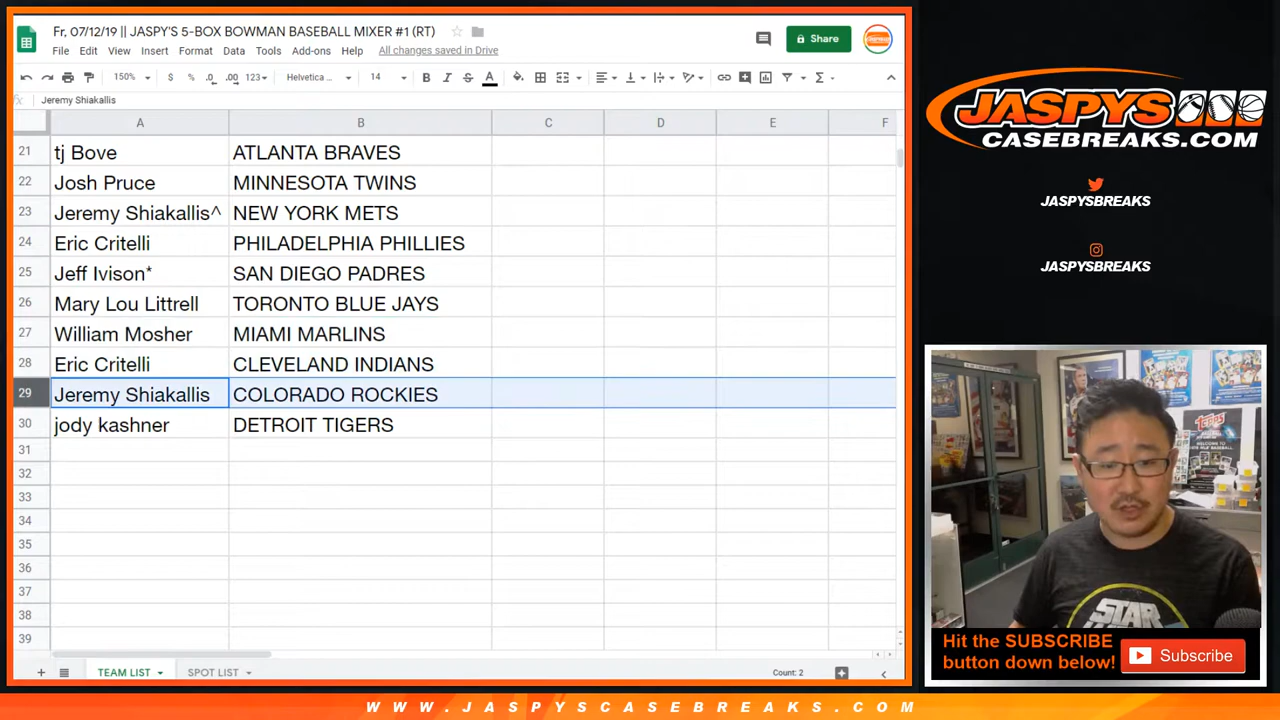 Fr, 07/12/19 || JASPY'S 5-BOX BOWMAN BASEBALL MIXER #1 (RT)
File Edit View Insert Format Data Tools Add-ons Help All changes saved in Drive
Share
150% $ % .0 .00 123 Helvetica... 14 B I S A
fx Jeremy Shiakallis
A B C D E F
21 tj Bove ATLANTA BRAVES
22 Josh Pruce MINNESOTA TWINS
23 Jeremy Shiakallis^ NEW YORK METS
24 Eric Critelli PHILADELPHIA PHILLIES
25 Jeff Ivison* SAN DIEGO PADRES
26 Mary Lou Littrell TORONTO BLUE JAYS
27 William Mosher MIAMI MARLINS
28 Eric Critelli CLEVELAND INDIANS
29 Jeremy Shiakallis COLORADO ROCKIES
30 jody kashner DETROIT TIGERS
31
32
33
34
35
36
37
38
39
TEAM LIST SPOT LIST Count: 2
JASPYS
CASEBREAKS.COM
JASPYSBREAKS
JASPYSBREAKS
topps
STAR
Hit the SUBSCRIBE
button down below!
Subscribe
WWW.JASPYSCASEBREAKS.COM